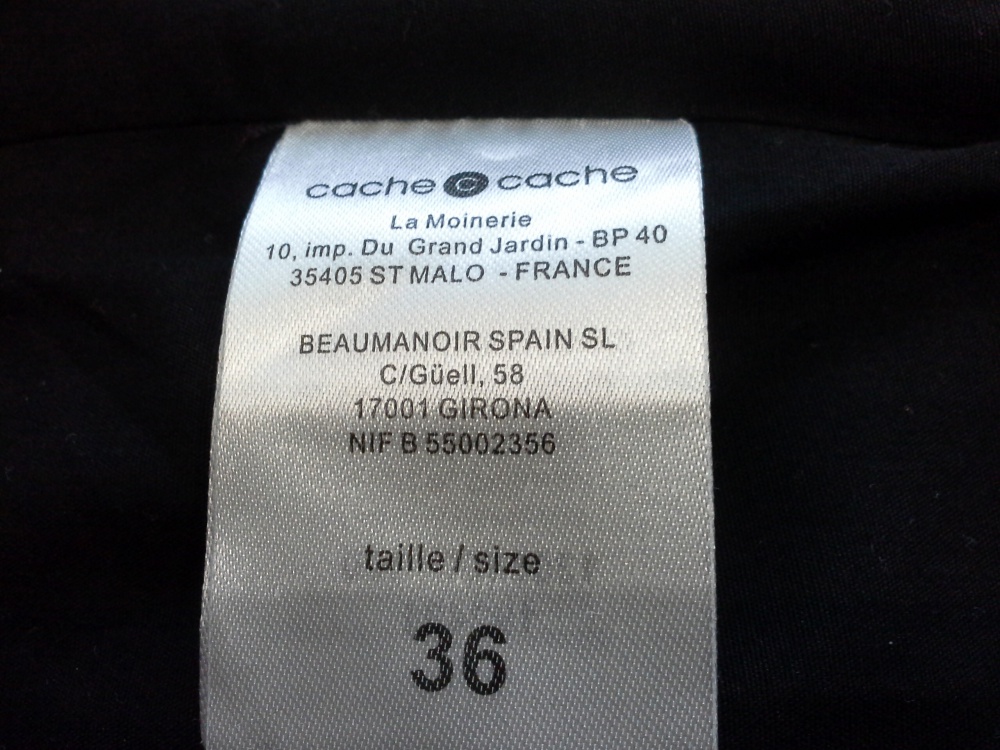 cache cache
La Moinerie
10, imp. Du Grand Jardin - BP 40
35405 ST MALO - FRANCE
BEAUMANOIR SPAIN SL
C/Güell, 58
17001 GIRONA
NIF B 55002356
taille / size
36